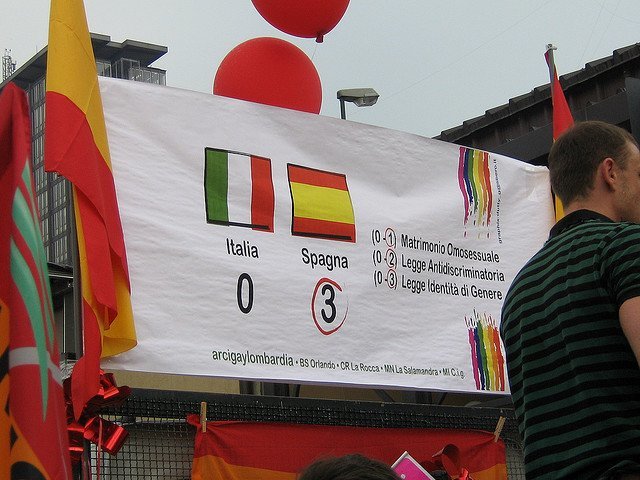 Italia
0
Spagna
3
(0 - 1) Matrimonio Omosessuale
(0 - 2) Legge Antidiscriminatoria
(0 - 3) Legge Identità di Genere
arcigaylombardia • BS Orlando • CR La Rocca • MN La Salamandra • MI C.i.g.